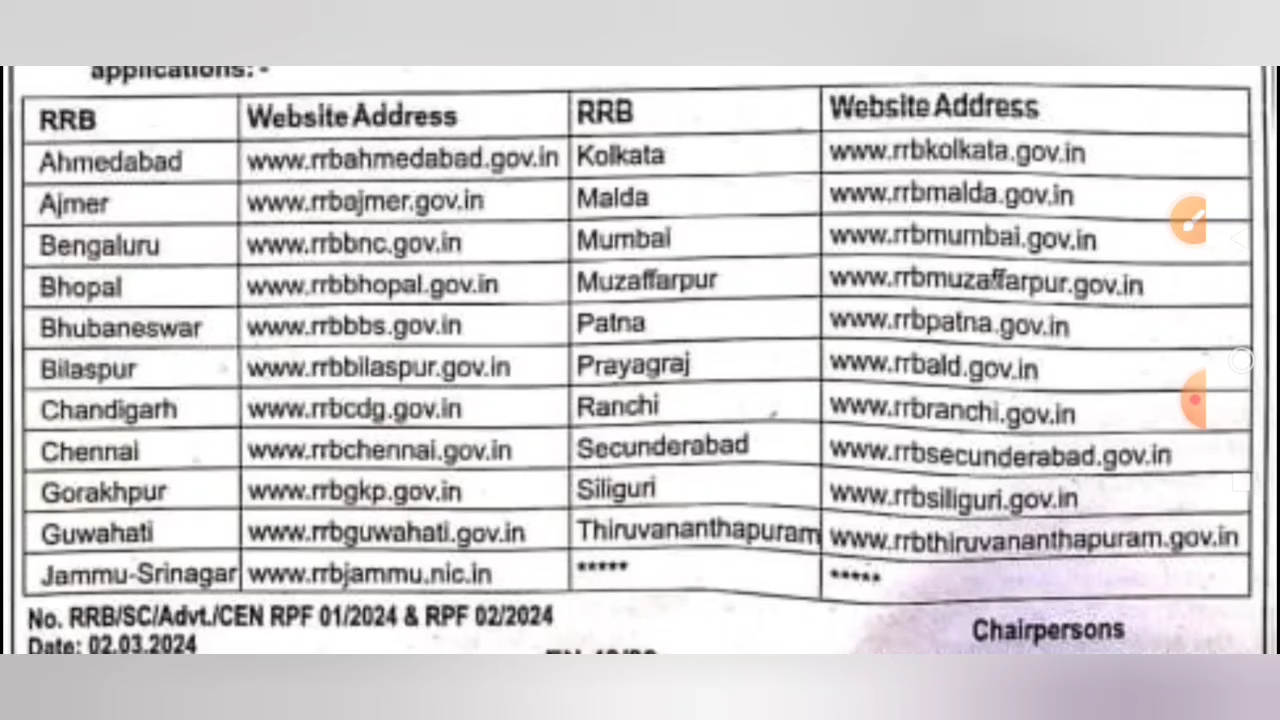 applications: -
RRB Website Address RRB Website Address
Ahmedabad www.rrbahmedabad.gov.in Kolkata www.rrbkolkata.gov.in
Ajmer www.rrbajmer.gov.in Malda www.rrbmalda.gov.in
Bengaluru www.rrbbnc.gov.in Mumbai www.rrbmumbai.gov.in
Bhopal www.rrbbhopal.gov.in Muzaffarpur www.rrbmuzaffarpur.gov.in
Bhubaneswar www.rrbbbs.gov.in Patna www.rrbpatna.gov.in
Bilaspur www.rrbbilaspur.gov.in Prayagraj www.rrbald.gov.in
Chandigarh www.rrbcdg.gov.in Ranchi www.rrbranchi.gov.in
Chennai www.rrbchennai.gov.in Secunderabad www.rrbsecunderabad.gov.in
Gorakhpur www.rrbgkp.gov.in Siliguri www.rrbsiliguri.gov.in
Guwahati www.rrbguwahati.gov.in Thiruvananthapuram www.rrbthiruvananthapuram.gov.in
Jammu-Srinagar www.rrbjammu.nic.in ***** *****
No. RRB/SC/Advt./CEN RPF 01/2024 & RPF 02/2024
Chairpersons
Date: 02.03.2024